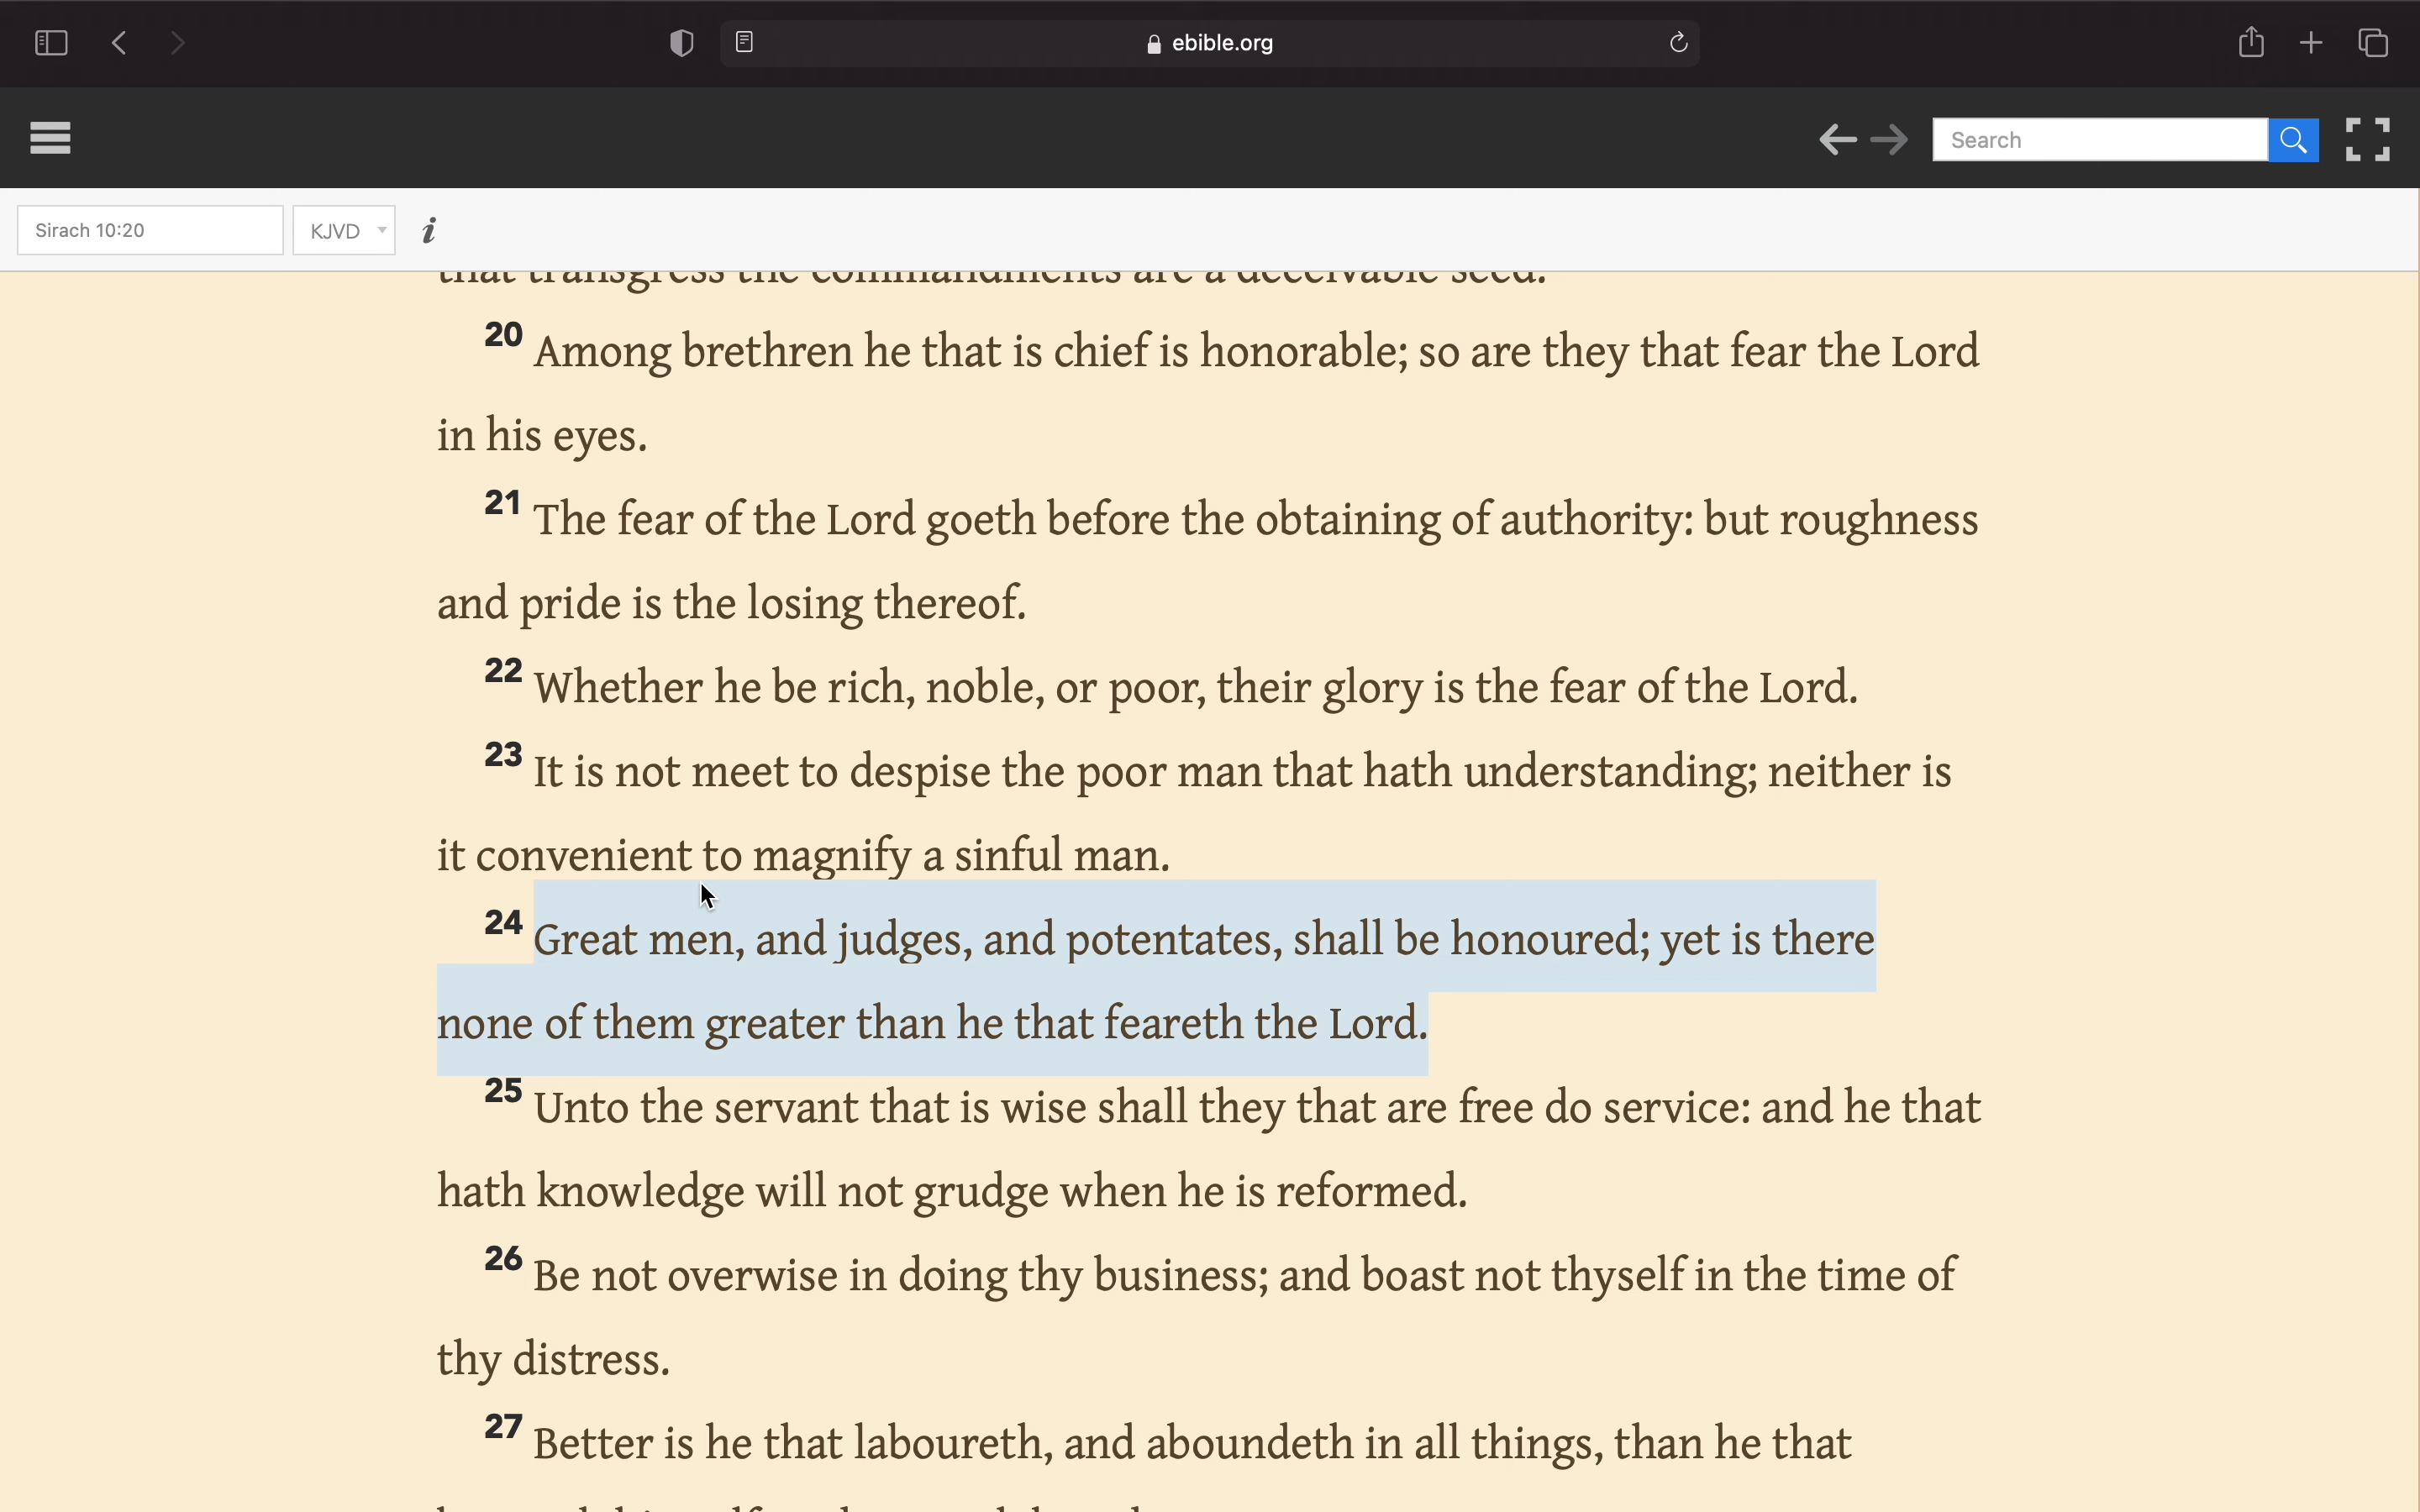 ebible.org
Search
Sirach 10:20
KJVD
i
that transgress the commandments are a deceivable seed.
20 Among brethren he that is chief is honorable; so are they that fear the Lord
in his eyes.
21 The fear of the Lord goeth before the obtaining of authority: but roughness
and pride is the losing thereof.
22 Whether he be rich, noble, or poor, their glory is the fear of the Lord.
23 It is not meet to despise the poor man that hath understanding; neither is
it convenient to magnify a sinful man.
24 Great men, and judges, and potentates, shall be honoured; yet is there
none of them greater than he that feareth the Lord.
25 Unto the servant that is wise shall they that are free do service: and he that
hath knowledge will not grudge when he is reformed.
26 Be not overwise in doing thy business; and boast not thyself in the time of
thy distress.
27 Better is he that laboureth, and aboundeth in all things, than he that